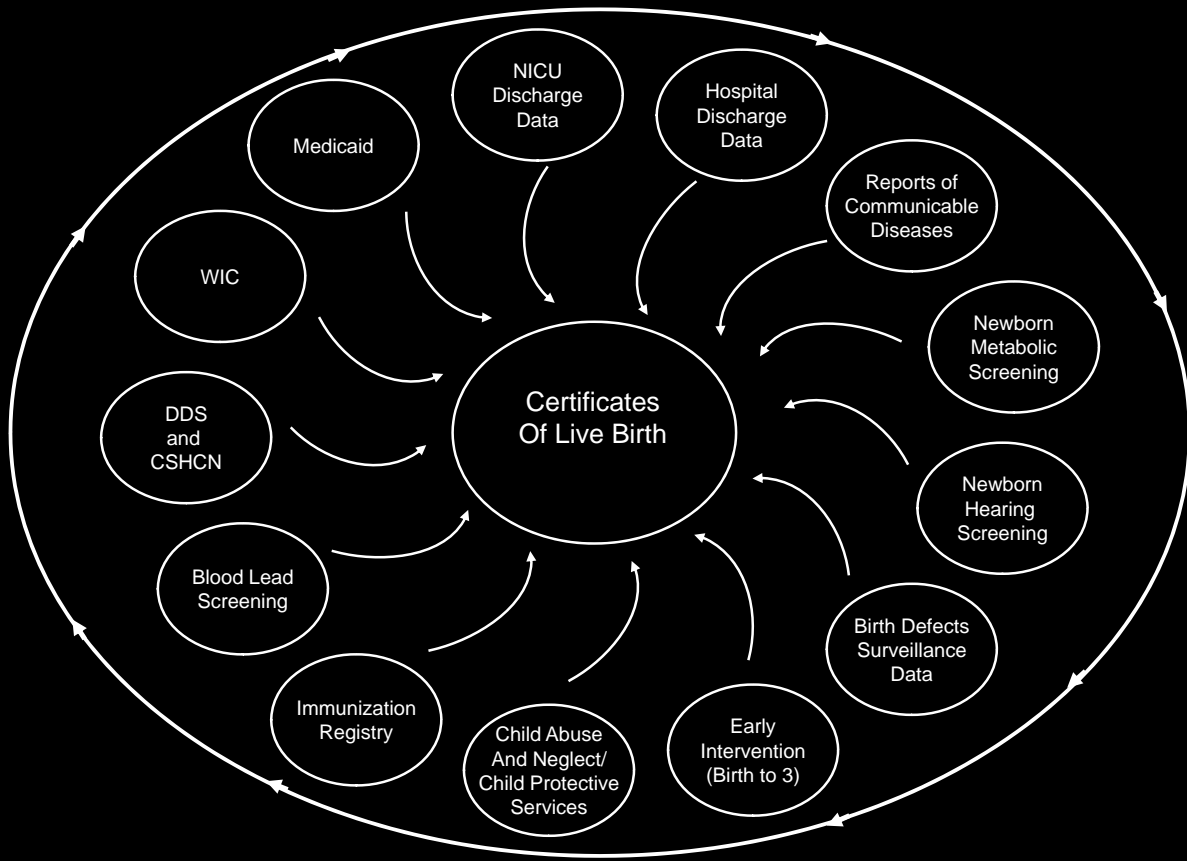 NICU
Discharge
Data
Hospital
Discharge
Data
Medicaid
Reports of
Communicable
Diseases
WIC
Newborn
Metabolic
Screening
Certificates
Of Live Birth
DDS
and
CSHCN
Newborn
Hearing
Screening
Blood Lead
Screening
Birth Defects
Surveillance
Data
Immunization
Registry
Child Abuse
And Neglect/
Child Protective
Services
Early
Intervention
(Birth to 3)